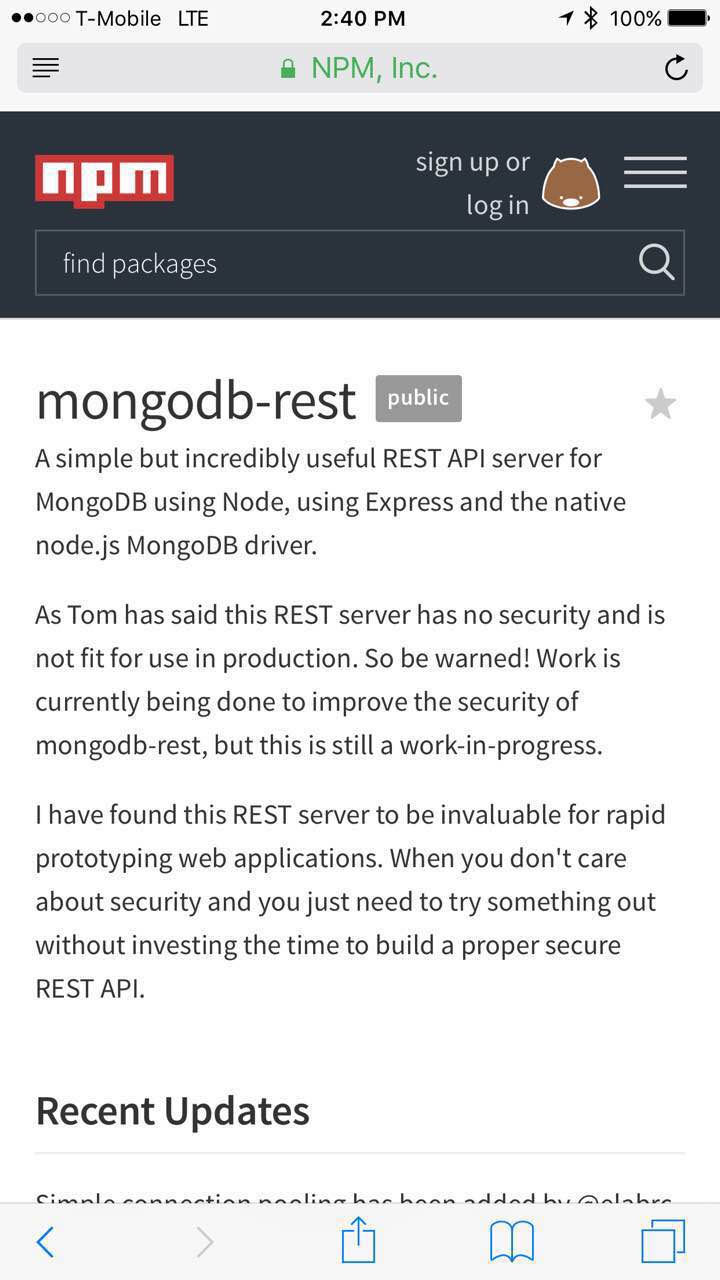 T-Mobile LTE 2:40 PM 100%
NPM, Inc.
npm
sign up or
log in
find packages
mongodb-rest public
A simple but incredibly useful REST API server for
MongoDB using Node, using Express and the native
node.js MongoDB driver.
As Tom has said this REST server has no security and is
not fit for use in production. So be warned! Work is
currently being done to improve the security of
mongodb-rest, but this is still a work-in-progress.
I have found this REST server to be invaluable for rapid
prototyping web applications. When you don't care
about security and you just need to try something out
without investing the time to build a proper secure
REST API.
Recent Updates
Simple connection pooling has been added by